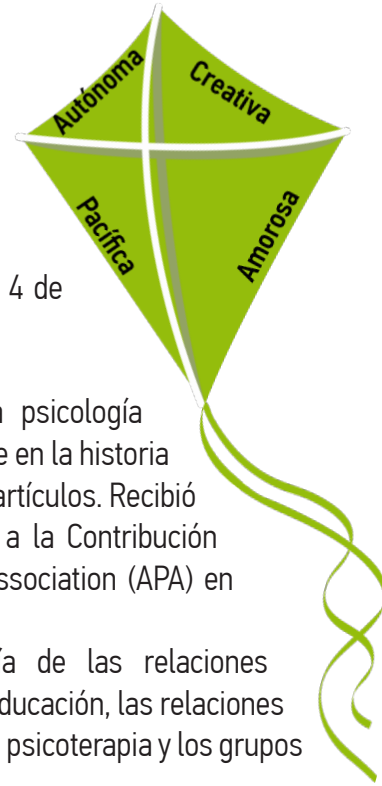 Autónoma
Creativa
Pacífica
Amorosa
4 de
psicología
e en la historia
artículos. Recibió
a la Contribución
ssociation (APA) en
a de las relaciones
educación, las relaciones
psicoterapia y los grupos